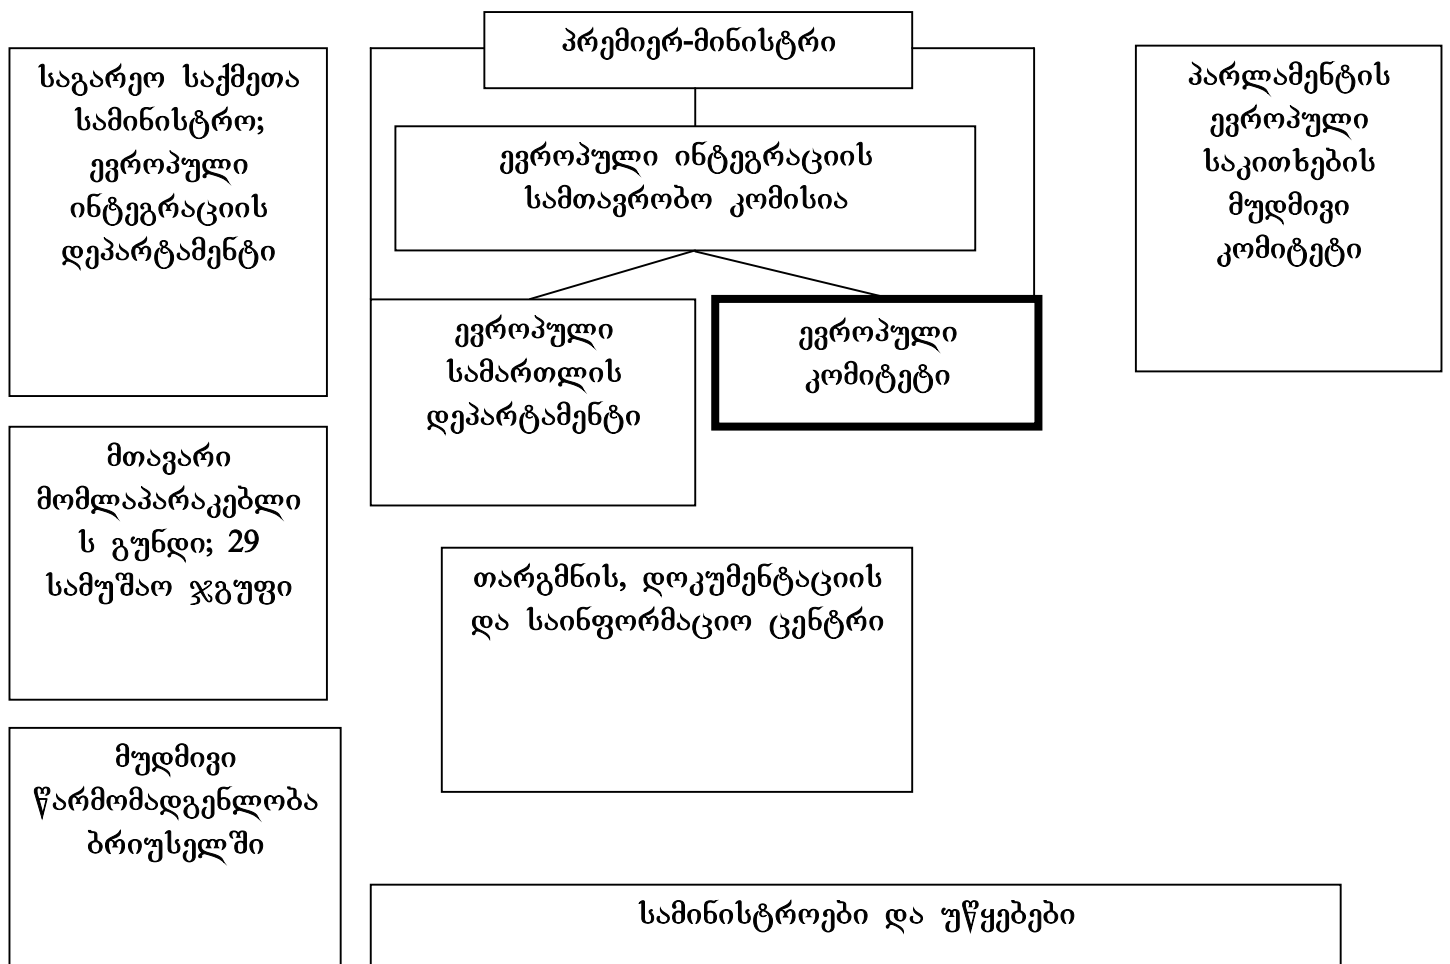 პრემიერ-მინისტრი
საგარეო საქმეთა
სამინისტრო;
ევროპული
ინტეგრაციის
დეპარტამენტი
ევროპული ინტეგრაციის
სამთავრობო კომისია
პარლამენტის
ევროპული
საკითხების
მუდმივი
კომიტეტი
ევროპული
სამართლის
დეპარტამენტი
ევროპული
კომიტეტი
მთავარი
მომლაპარაკებლი
ს გუნდი; 29
სამუშაო ჯგუფი
თარგმნის, დოკუმენტაციის
და საინფორმაციო ცენტრი
მუდმივი
წარმომადგენლობა
ბრიუსელში
სამინისტროები და უწყებები